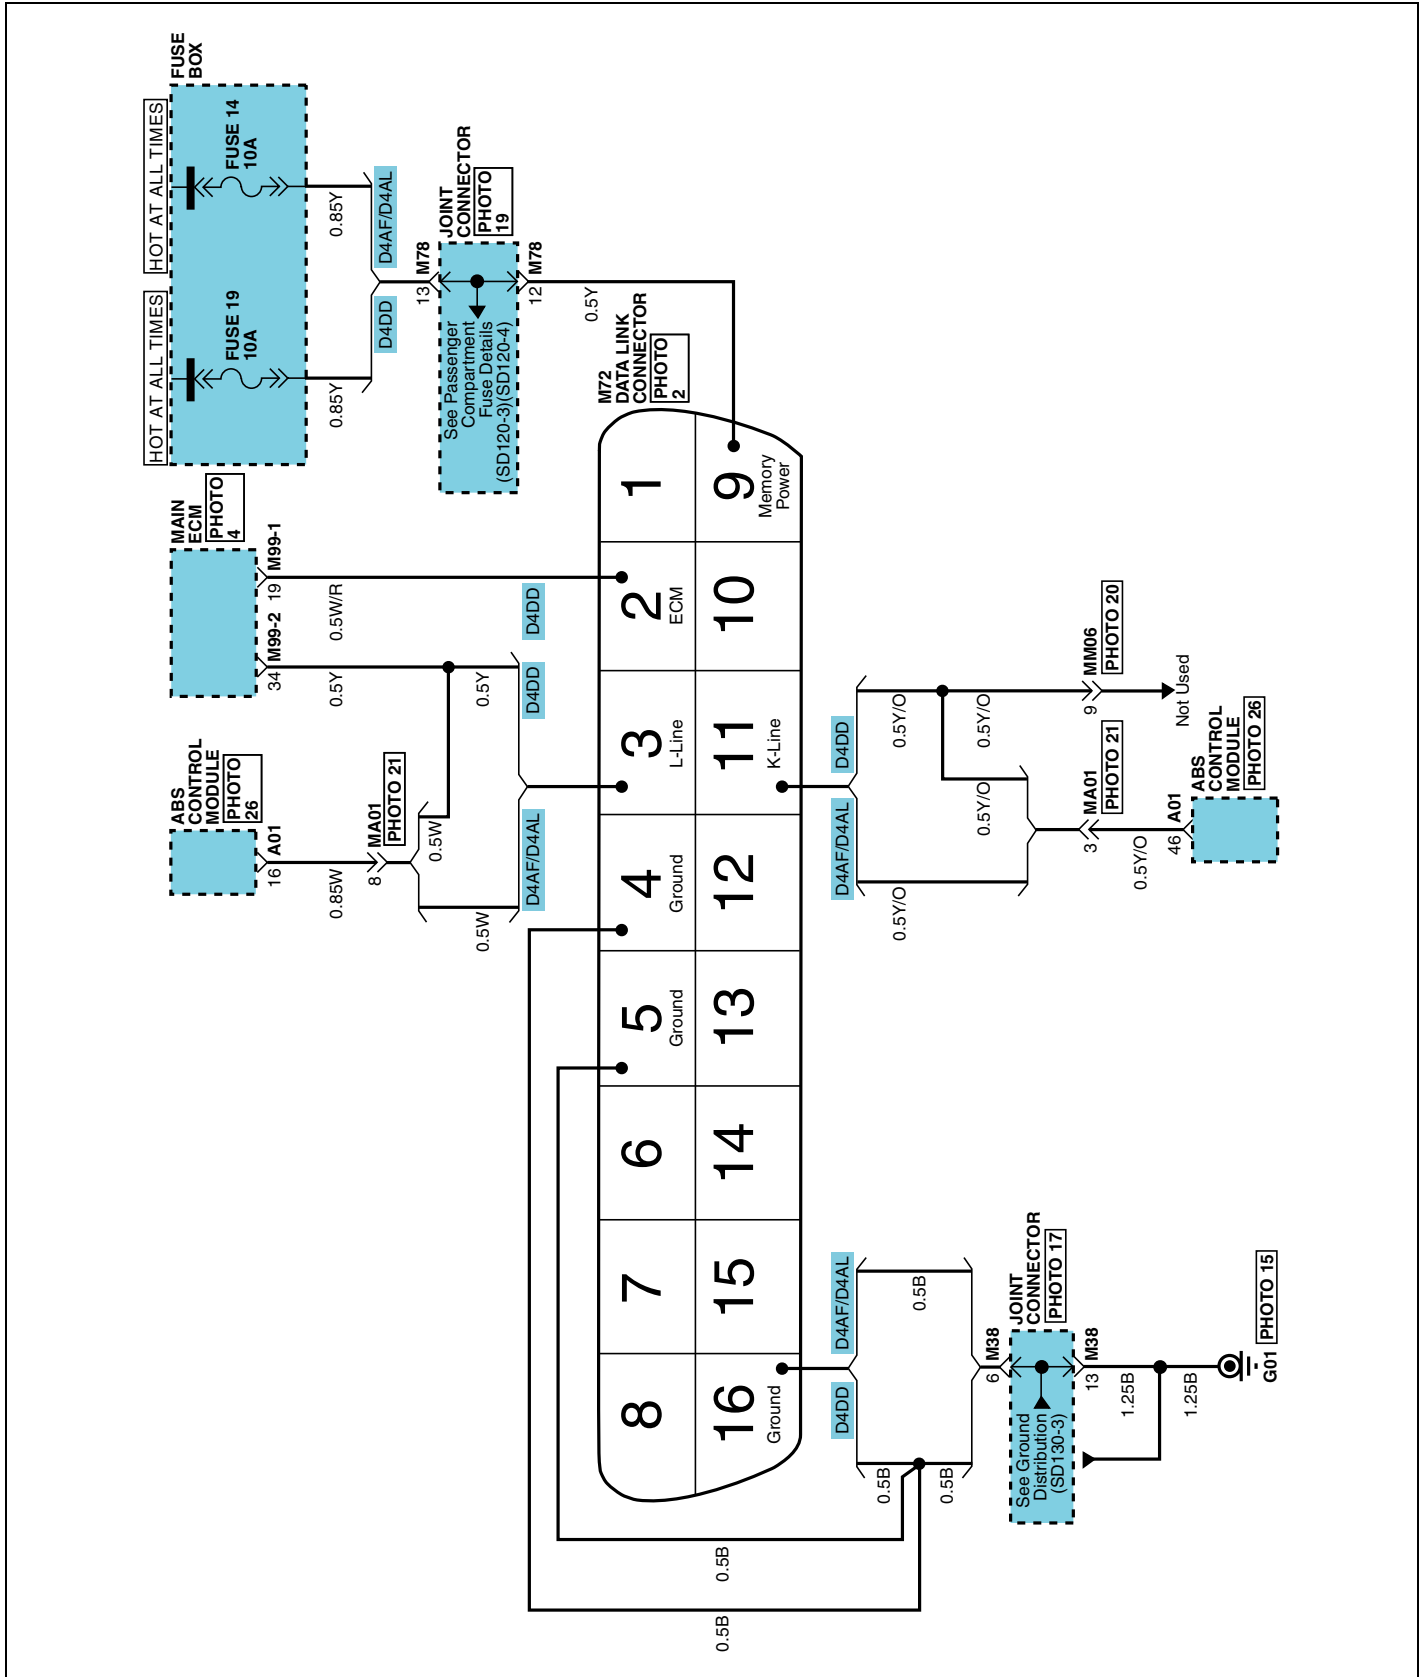 HOT AT ALL TIMES
HOT AT ALL TIMES
FUSE
BOX
FUSE 19
10A
FUSE 14
10A
0.85Y
0.85Y
D4DD
D4AF/D4AL
13
M78
JOINT
CONNECTOR
PHOTO
19
See Passenger
Compartment
Fuse Details
(SD120-3)(SD120-4)
12
M78
0.5Y
MAIN
ECM
PHOTO
4
34
M99-2
19
M99-1
0.5Y
0.5W/R
0.5Y
D4DD
D4DD
ABS
CONTROL
MODULE
PHOTO
26
16
A01
0.85W
8
MA01
PHOTO 21
0.5W
0.5W
D4AF/D4AL
M72
DATA LINK
CONNECTOR
PHOTO
2
8
7
6
5
Ground
4
Ground
3
L-Line
2
ECM
1
16
Ground
15
14
13
12
11
K-Line
10
9
Memory
Power
D4AF/D4AL
D4DD
0.5Y/O
0.5Y/O
0.5Y/O
0.5Y/O
9
MM06
PHOTO 20
Not Used
3
MA01
PHOTO 21
0.5Y/O
46
A01
ABS
CONTROL
MODULE
PHOTO 26
D4DD
D4AF/D4AL
0.5B
0.5B
0.5B
0.5B
0.5B
6
M38
JOINT
CONNECTOR
PHOTO 17
See Ground
Distribution
(SD130-3)
13
M38
1.25B
1.25B
G01
PHOTO 15